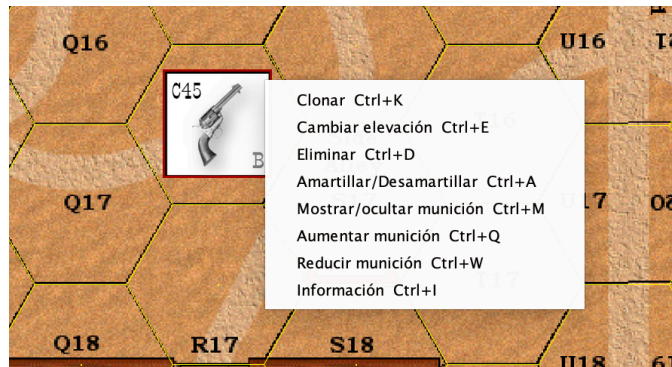 Q16
U16
C45
B
Clonar Ctrl+K
Cambiar elevación Ctrl+E
Eliminar Ctrl+D
Amartillar/Desamartillar Ctrl+A
Mostrar/ocultar munición Ctrl+M
Aumentar munición Ctrl+Q
Reducir munición Ctrl+W
Información Ctrl+I
Q17
Q18
R17
S18
U18